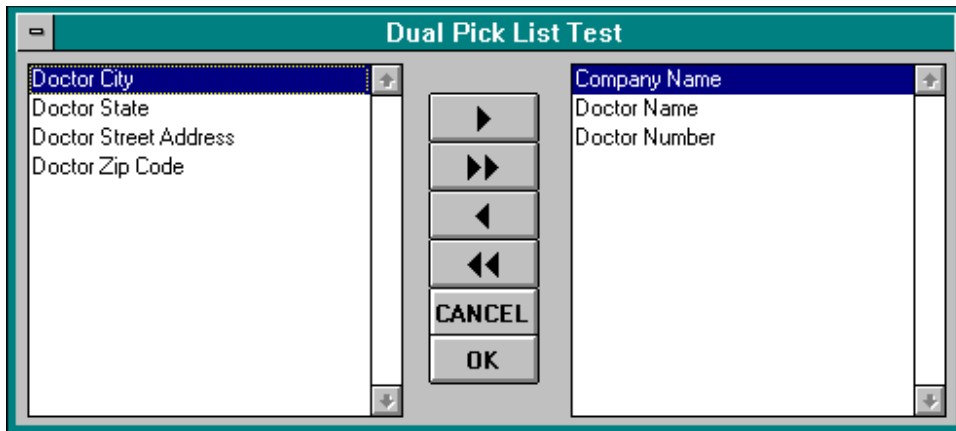 Dual Pick List Test
Doctor City
Doctor State
Doctor Street Address
Doctor Zip Code
CANCEL
OK
Company Name
Doctor Name
Doctor Number